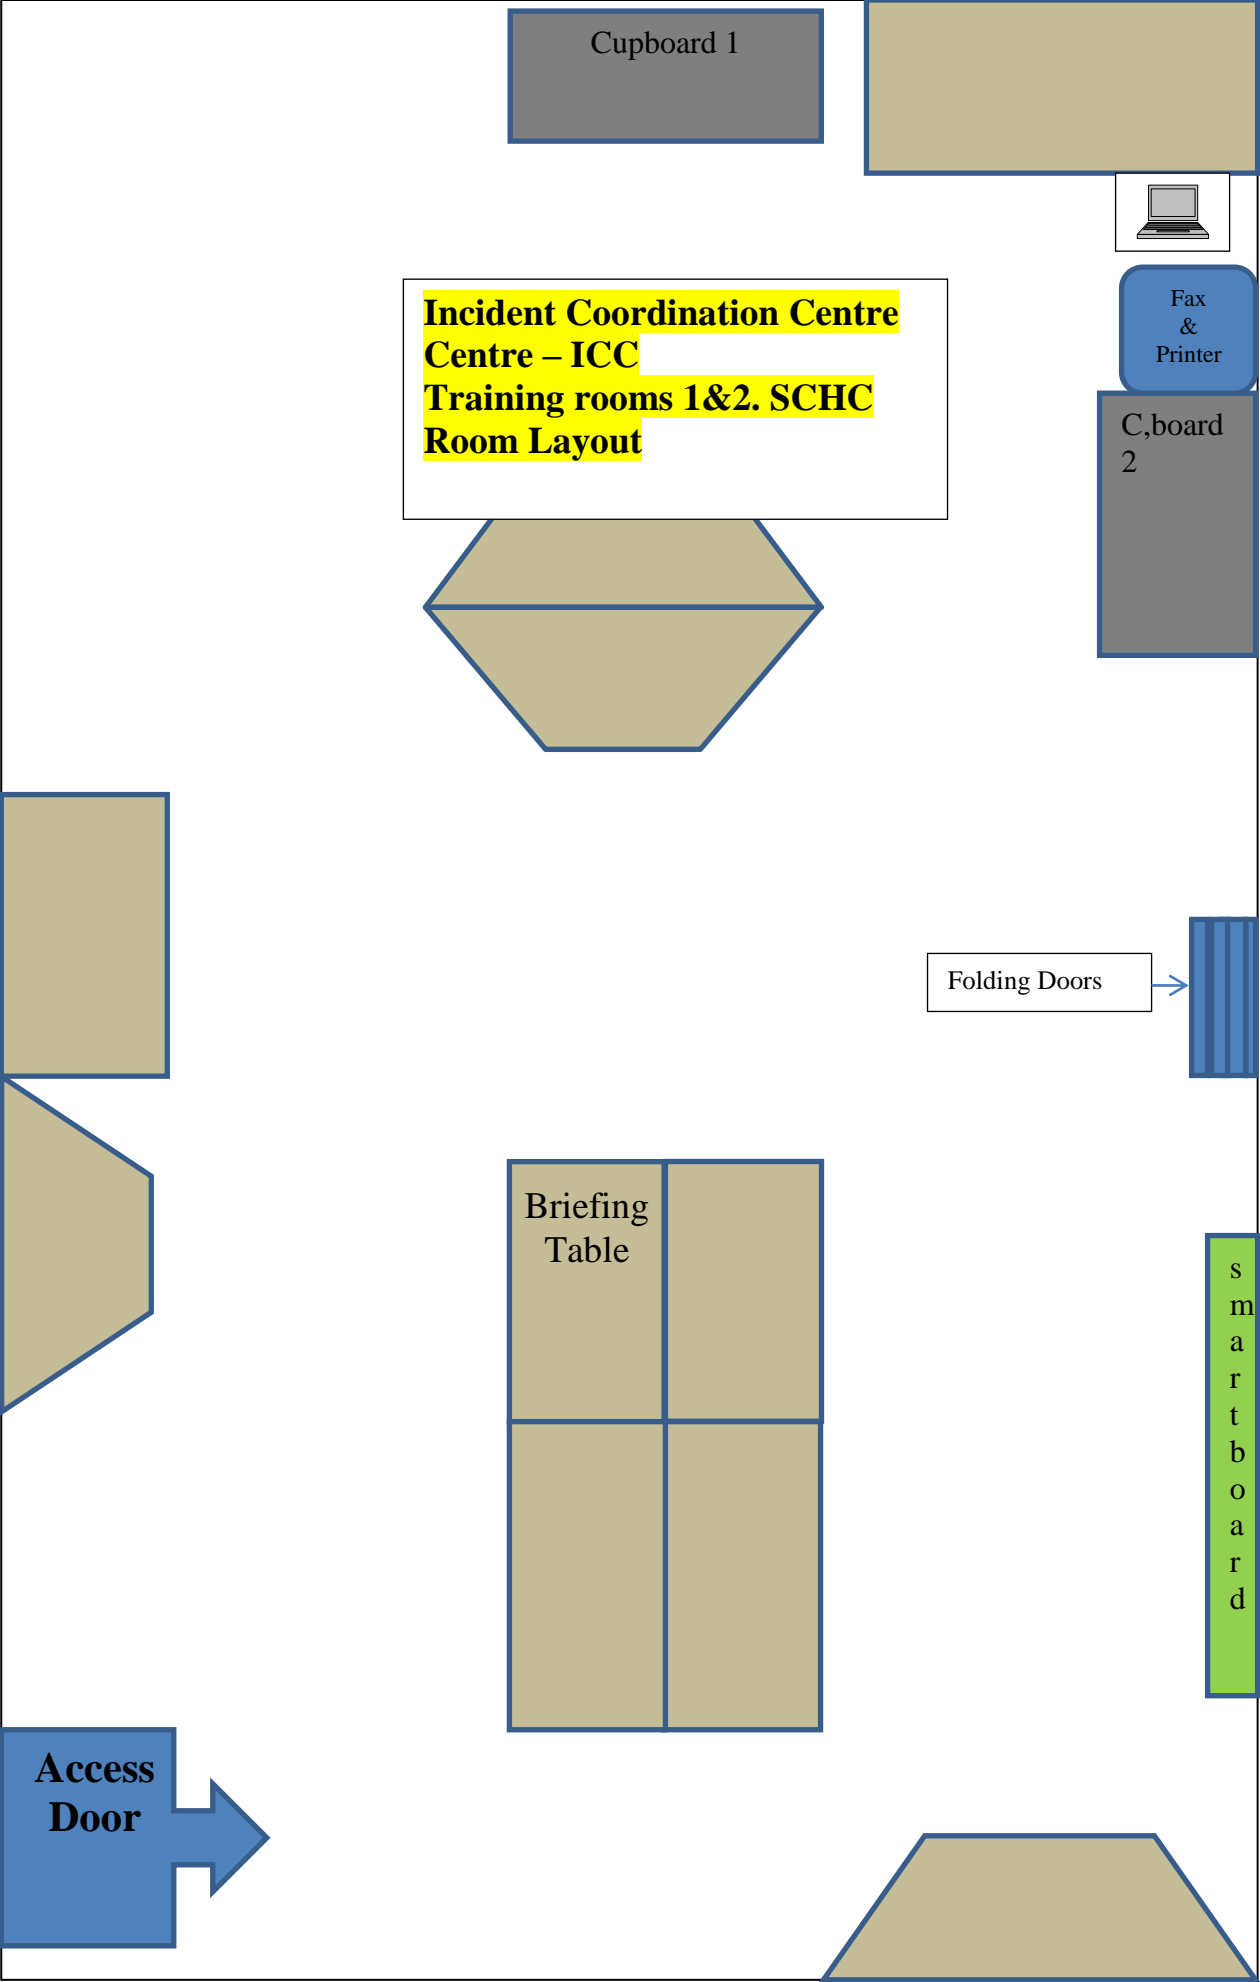 Cupboard 1
Incident Coordination Centre
Centre – ICC
Training rooms 1&2. SCHC
Room Layout
Fax
&
Printer
C,board
2
Folding Doors
Briefing
Table
s
m
a
r
t
b
o
a
r
d
Access
Door